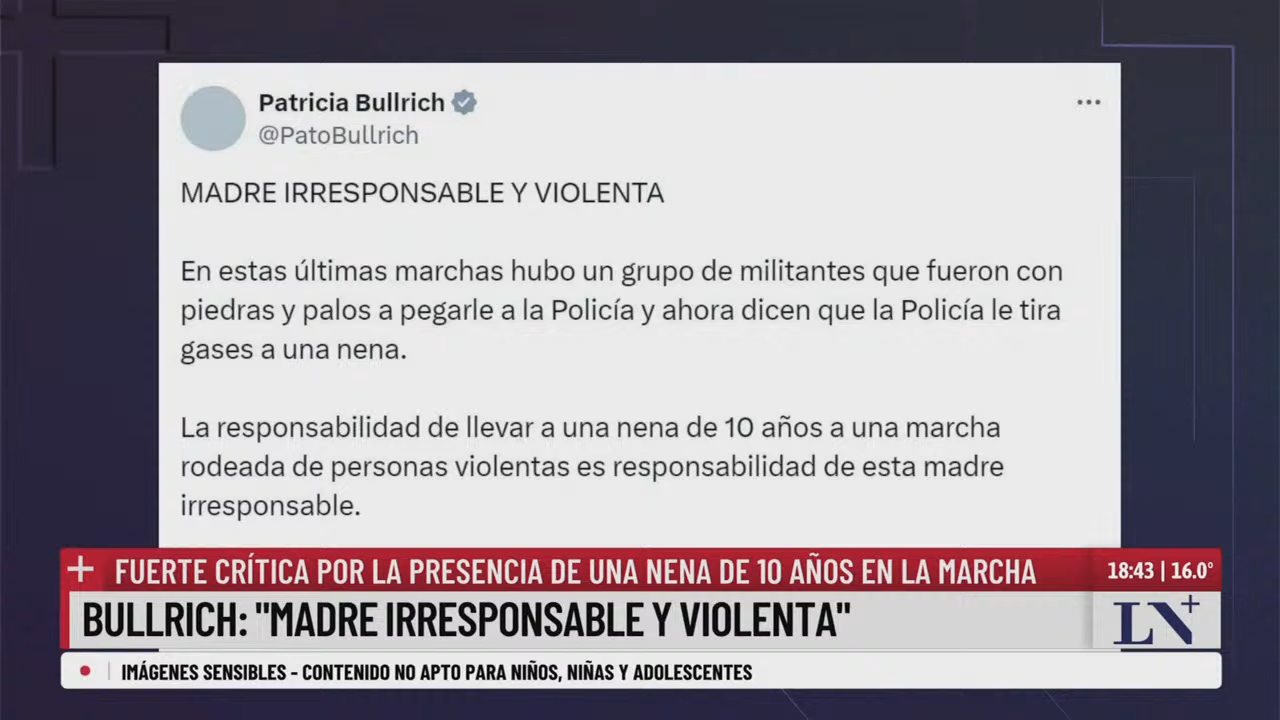 Patricia Bullrich
@PatoBullrich
MADRE IRRESPONSABLE Y VIOLENTA
En estas últimas marchas hubo un grupo de militantes que fueron con
piedras y palos a pegarle a la Policía y ahora dicen que la Policía le tira
gases a una nena.
La responsabilidad de llevar a una nena de 10 años a una marcha
rodeada de personas violentas es responsabilidad de esta madre
irresponsable.
FUERTE CRÍTICA POR LA PRESENCIA DE UNA NENA DE 10 AÑOS EN LA MARCHA
18:43 | 16.0°
BULLRICH: "MADRE IRRESPONSABLE Y VIOLENTA"
LN+
IMÁGENES SENSIBLES - CONTENIDO NO APTO PARA NIÑOS, NIÑAS Y ADOLESCENTES